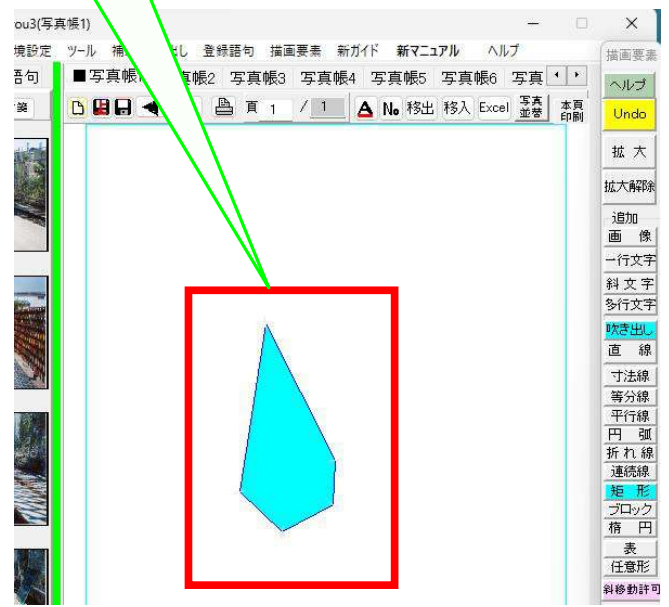 ou3(写真帳1)
境設定 ツール 登録語句 描画要素 新ガイド 新マニュアル ヘルプ
語句 ■写真帳 帳2 写真帳3 写真帳4 写真帳5 写真帳6 写真
頁 1 / 1 A No 移出 移入 Excel 写真並替 本頁印刷
描画要素
ヘルプ
Undo
拡 大
拡大解除
追加
画 像
一行文字
斜 文 字
多行文字
吹き出し
直 線
寸法線
等分線
平行線
円 弧
折 れ 線
連続線
矩 形
ブロック
楕 円
表
任意形
斜移動許可